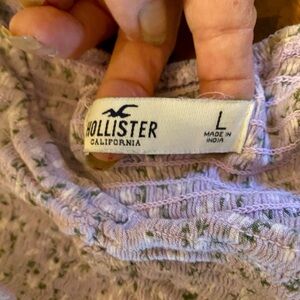 HOLLISTER
CALIFORNIA
L
MADE IN
INDIA